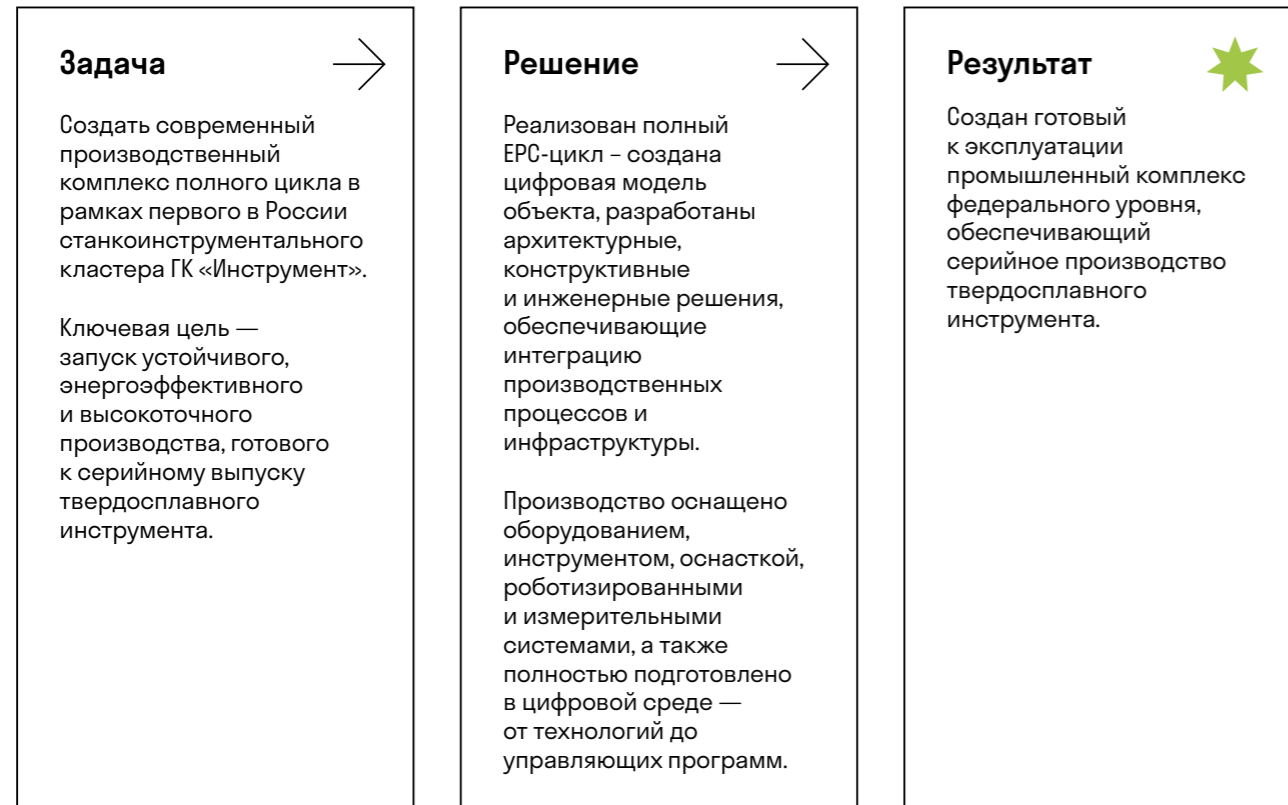 Задача
Создать современный
производственный
комплекс полного цикла в
рамках первого в России
станкоинструментального
кластера ГК «Инструмент».
Ключевая цель —
запуск устойчивого,
энергоэффективного
и высокоточного
производства, готового
к серийному выпуску
твердосплавного
инструмента.
Решение
Реализован полный
EPC-цикл – создана
цифровая модель
объекта, разработаны
архитектурные,
конструктивные
и инженерные решения,
обеспечивающие
интеграцию
производственных
процессов и
инфраструктуры.
Производство оснащено
оборудованием,
инструментом, оснасткой,
роботизированными
и измерительными
системами, а также
полностью подготовлено
в цифровой среде —
от технологий до
управляющих программ.
Результат
Создан готовый
к эксплуатации
промышленный комплекс
федерального уровня,
обеспечивающий
серийное производство
твердосплавного
инструмента.